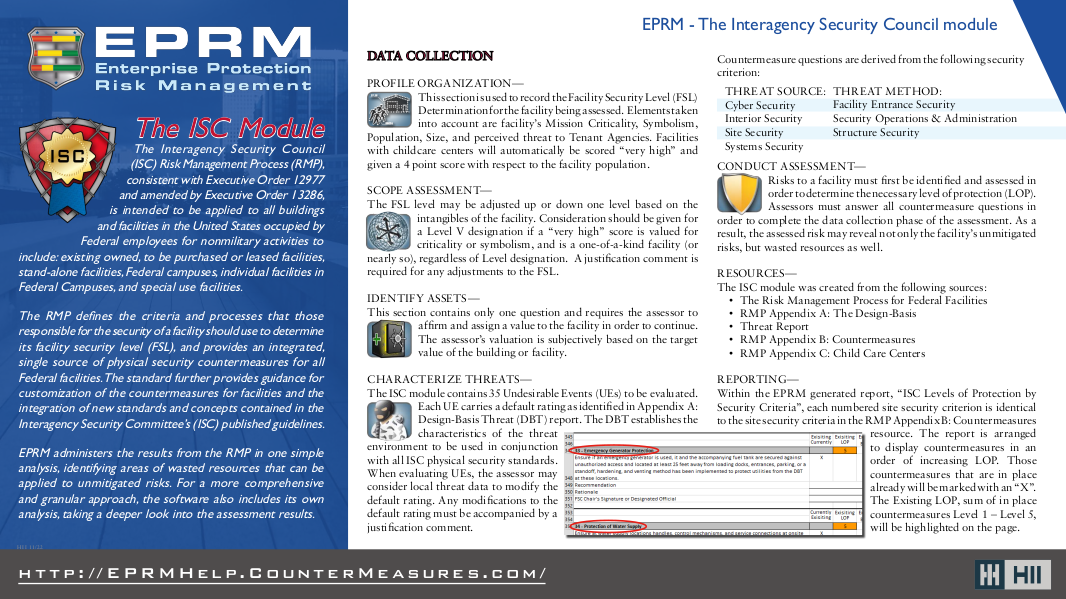 EPRM - The Interagency Security Council module
EPRM
Enterprise Protection
Risk Management
ISC
The ISC Module
The Interagency Security Council
(ISC) Risk Management Process (RMP),
consistent with Executive Order 12977
and amended by Executive Order 13286,
is intended to be applied to all buildings
and facilities in the United States occupied by
Federal employees for nonmilitary activities to
include: existing owned, to be purchased or leased facilities,
stand-alone facilities, Federal campuses, individual facilities in
Federal Campuses, and special use facilities.
The RMP defines the criteria and processes that those
responsible for the security of a facility should use to determine
its facility security level (FSL), and provides an integrated,
single source of physical security countermeasures for all
Federal facilities. The standard further provides guidance for
customization of the countermeasures for facilities and the
integration of new standards and concepts contained in the
Interagency Security Committee's (ISC) published guidelines.
EPRM administers the results from the RMP in one simple
analysis, identifying areas of wasted resources that can be
applied to unmitigated risks. For a more comprehensive
and granular approach, the software also includes its own
analysis, taking a deeper look into the assessment results.
DATA COLLECTION
PROFILE ORGANIZATION—
This section is used to record the Facility Security Level (FSL)
Determination for the facility being assessed. Elements taken
into account are facility's Mission Criticality, Symbolism,
Population, Size, and perceived threat to Tenant Agencies. Facilities
with childcare centers will automatically be scored "very high" and
given a 4 point score with respect to the facility population.
SCOPE ASSESSMENT—
The FSL level may be adjusted up or down one level based on the
intangibles of the facility. Consideration should be given for
a Level V designation if a "very high" score is valued for
criticality or symbolism, and is a one-of-a-kind facility (or
nearly so), regardless of Level designation. A justification comment is
required for any adjustments to the FSL.
IDENTIFY ASSETS—
This section contains only one question and requires the assessor to
affirm and assign a value to the facility in order to continue.
The assessor's valuation is subjectively based on the target
value of the building or facility.
CHARACTERIZE THREATS—
The ISC module contains 35 Undesirable Events (UEs) to be evaluated.
Each UE carries a default rating as identified in Appendix A:
Design-Basis Threat (DBT) report. The DBT establishes the
characteristics of the threat
environment to be used in conjunction
with all ISC physical security standards.
When evaluating UEs, the assessor may
consider local threat data to modify the
default rating. Any modifications to the
default rating must be accompanied by a
justification comment.
Countermeasure questions are derived from the following security
criterion:
THREAT SOURCE: THREAT METHOD:
Cyber Security Facility Entrance Security
Interior Security Security Operations & Administration
Site Security Structure Security
Systems Security
CONDUCT ASSESSMENT—
Risks to a facility must first be identified and assessed in
order to determine the necessary level of protection (LOP).
Assessors must answer all countermeasure questions in
order to complete the data collection phase of the assessment. As a
result, the assessed risk may reveal not only the facility's unmitigated
risks, but wasted resources as well.
RESOURCES—
The ISC module was created from the following sources:
• The Risk Management Process for Federal Facilities
• RMP Appendix A: The Design-Basis
• Threat Report
• RMP Appendix B: Countermeasures
• RMP Appendix C: Child Care Centers
REPORTING—
Within the EPRM generated report, "ISC Levels of Protection by
Security Criteria", each numbered site security criterion is identical
to the site security criteria in the RMP Appendix B: Countermeasures
resource. The report is arranged
to display countermeasures in an
order of increasing LOP. Those
countermeasures that are in place
already will be marked with an "X".
The Existing LOP, sum of in place
countermeasures Level 1 – Level 5,
will be highlighted on the page.
345 Exisiting Currently Exisiting LOP
346
33 - Emergency Generator Protection 5
Ensure if an emergency generator is used, it and the accompanying fuel tank are secured against X
unauthorized access and located at least 25 feet away from loading docks, entrances, parking, or a
standoff, hardening, and venting method has been implemented to protect utilities from the DBT
348 at these locations.
349 Recommendation
350 Rationale
351 FSC Chair's Signature or Designated Official
352
353 Currently Exisiting Exisiting LOP
354
34 - Protection of Water Supply 5
HTTP://EPRMHELP.COUNTERMEASURES.COM/
HII